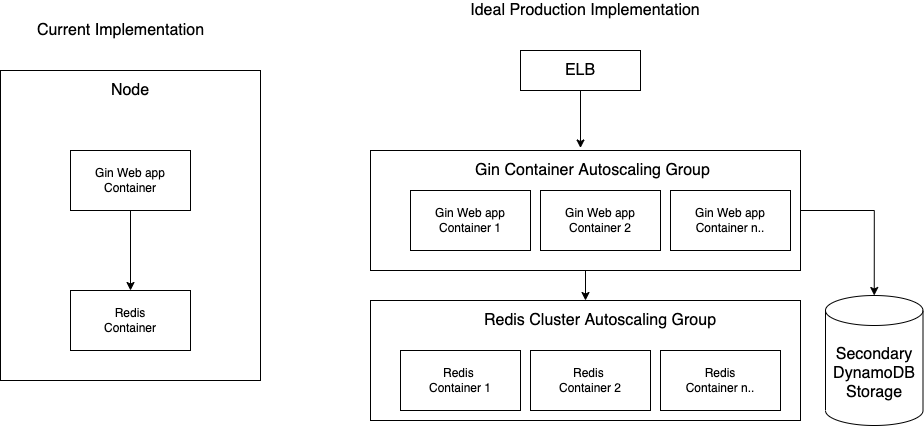 Current Implementation
Node
Gin Web app
Container
Redis
Container
Ideal Production Implementation
ELB
Gin Container Autoscaling Group
Gin Web app
Container 1
Gin Web app
Container 2
Gin Web app
Container n..
Redis Cluster Autoscaling Group
Redis
Container 1
Redis
Container 2
Redis
Container n..
Secondary
DynamoDB
Storage